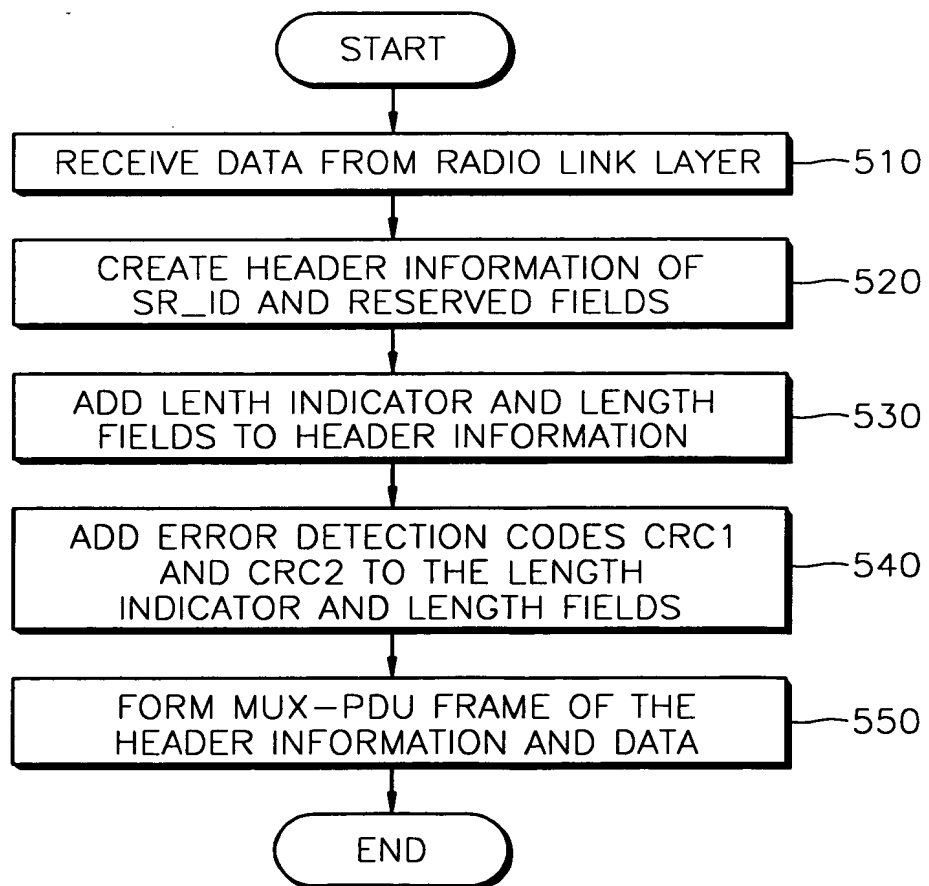 START
RECEIVE DATA FROM RADIO LINK LAYER
510
CREATE HEADER INFORMATION OF
SR_ID AND RESERVED FIELDS
520
ADD LENTH INDICATOR AND LENGTH
FIELDS TO HEADER INFORMATION
530
ADD ERROR DETECTION CODES CRC1
AND CRC2 TO THE LENGTH
INDICATOR AND LENGTH FIELDS
540
FORM MUX-PDU FRAME OF THE
HEADER INFORMATION AND DATA
550
END